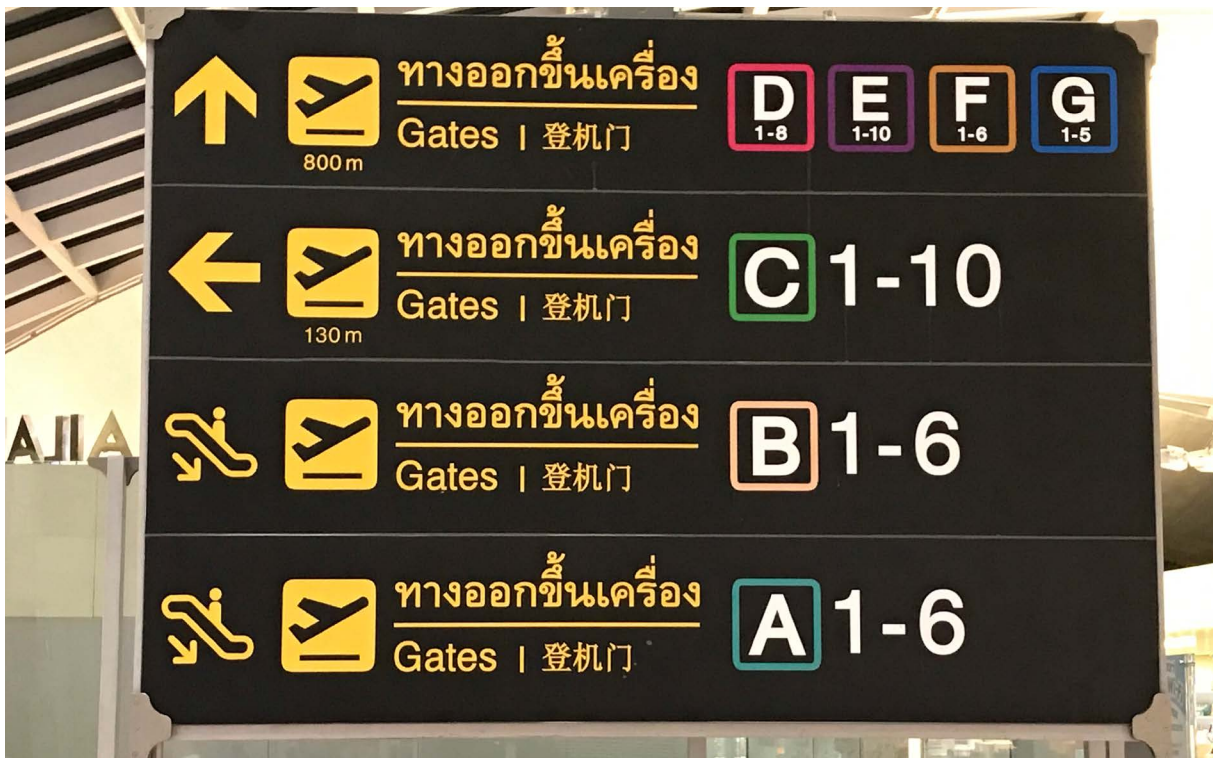 ทางออกขึ้นเครื่อง
Gates | 登机门
800 m
D E F G
1-8 1-10 1-6 1-5
ทางออกขึ้นเครื่อง
Gates | 登机门
130 m
C 1-10
ทางออกขึ้นเครื่อง
Gates | 登机门
B 1-6
ทางออกขึ้นเครื่อง
Gates | 登机门
A 1-6